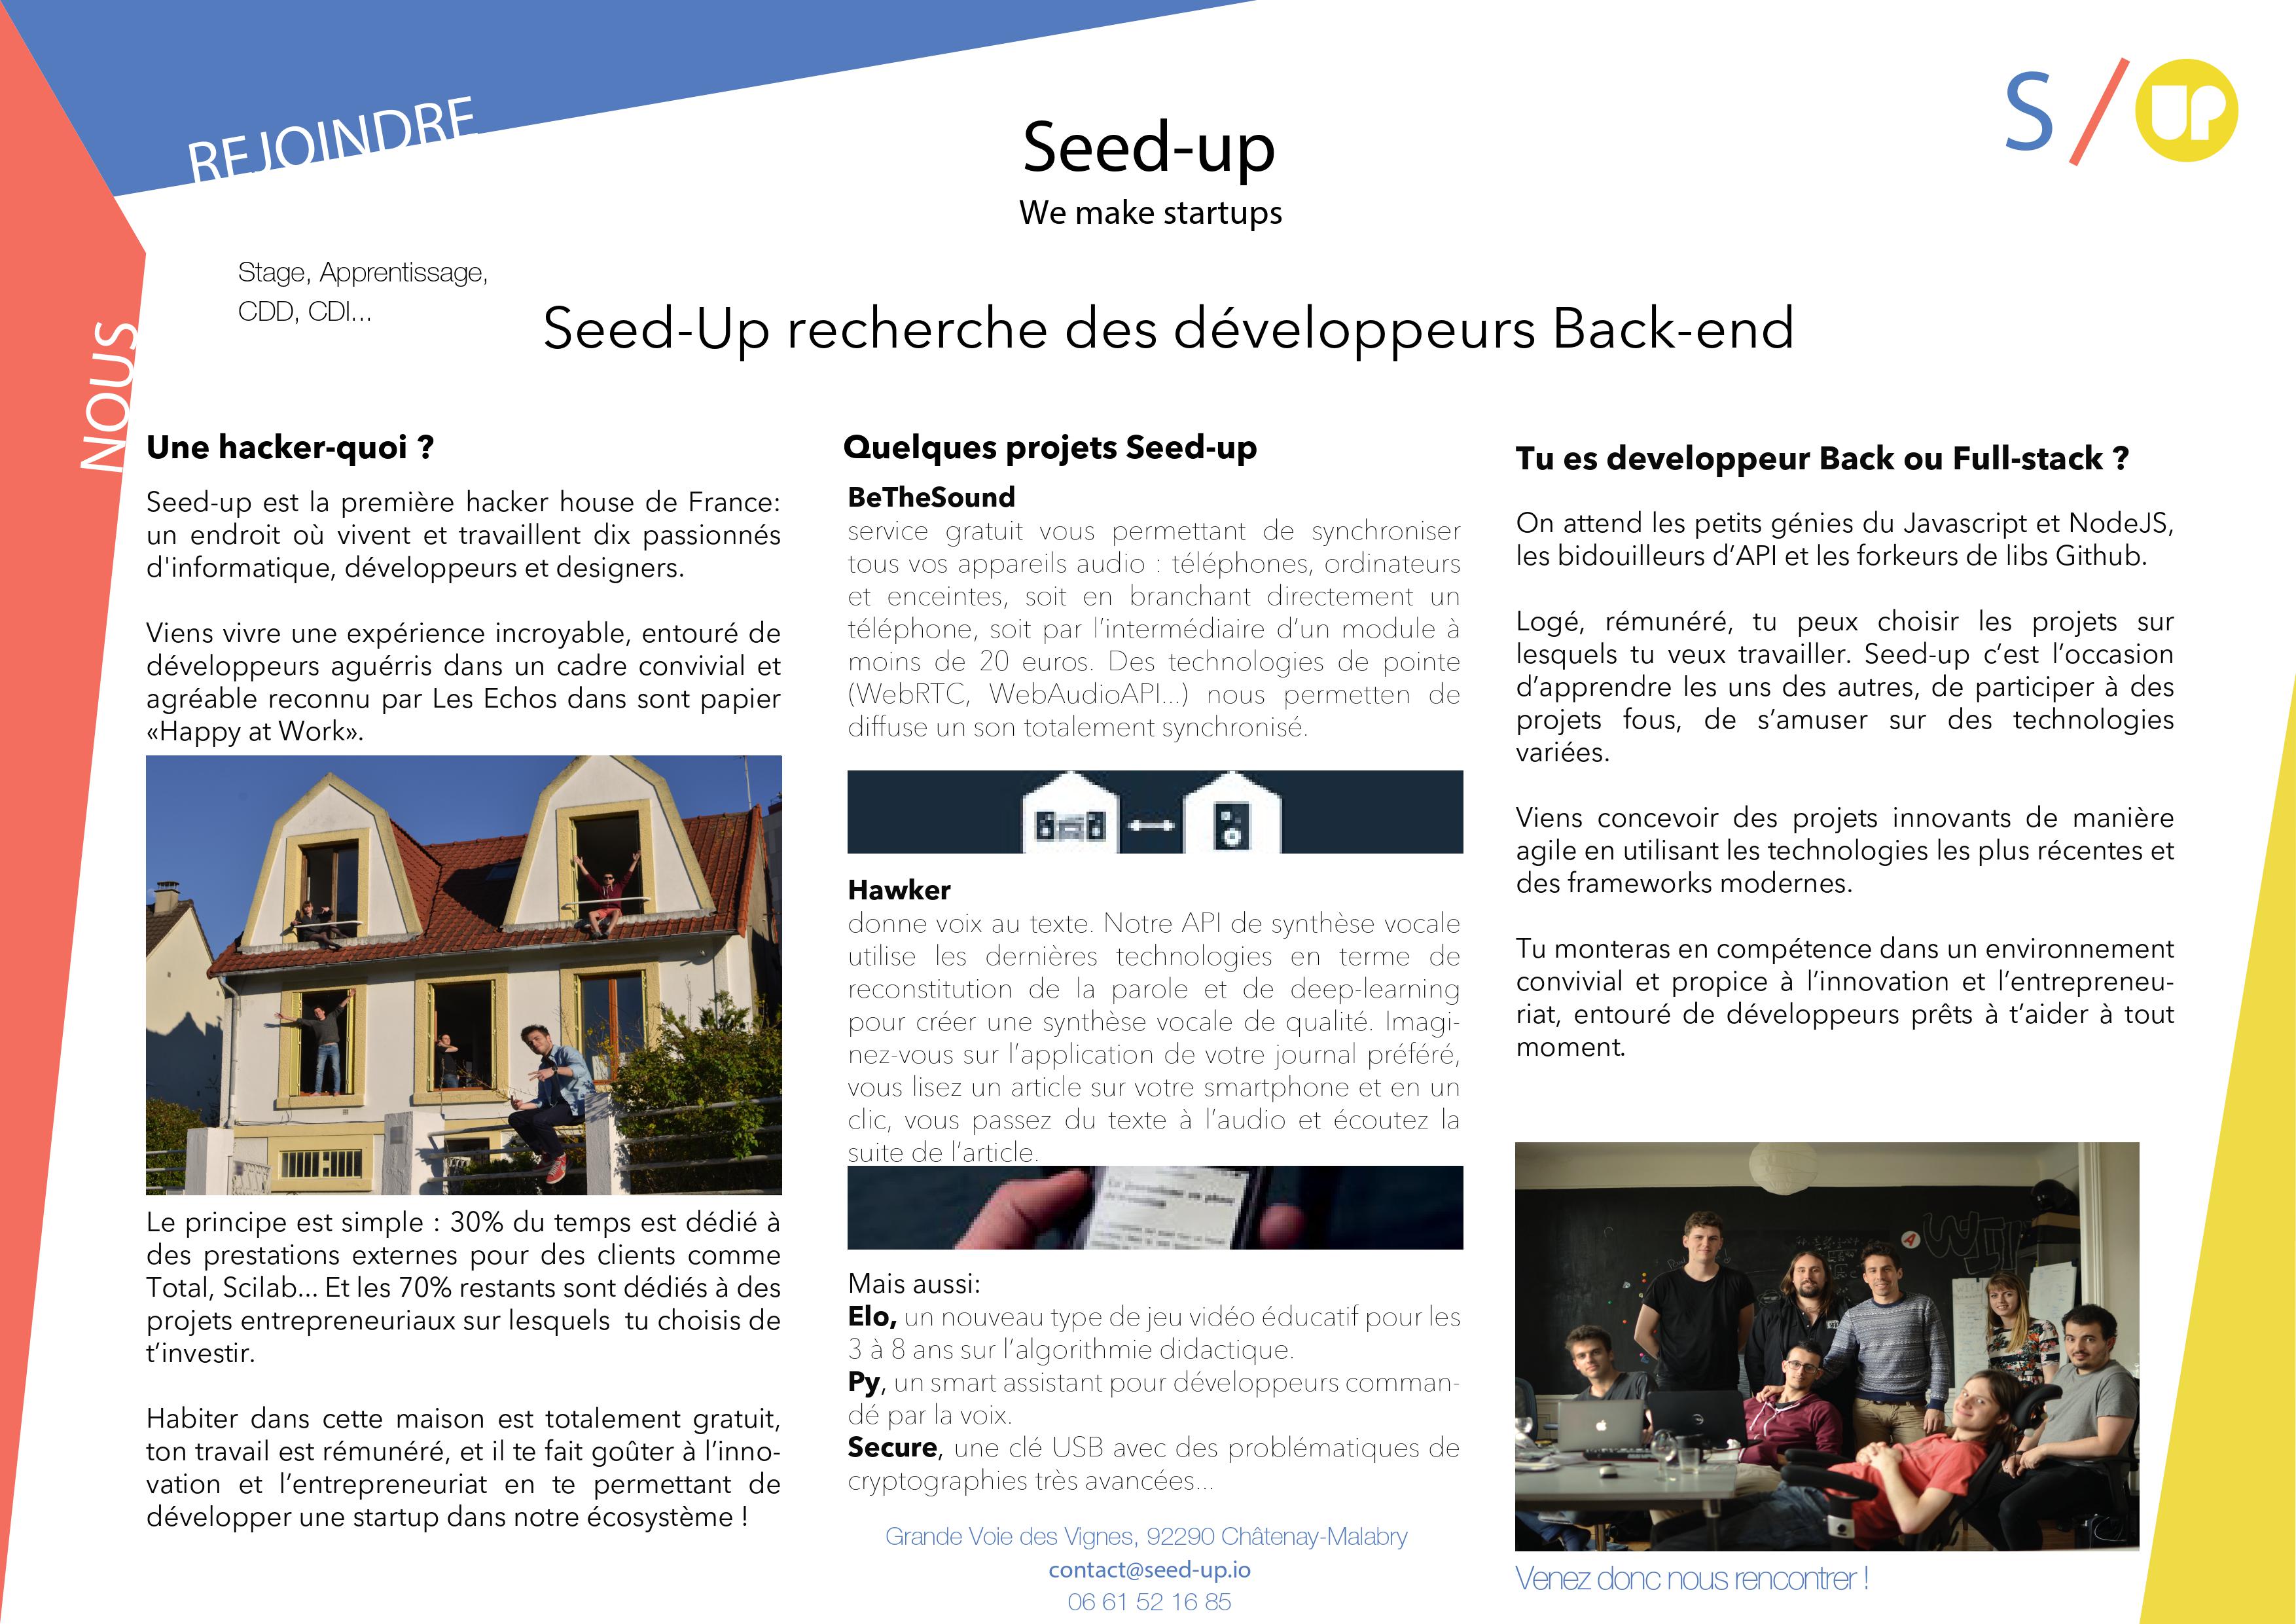 REJOINDRE
NOUS
S/UP
Seed-up
We make startups
Stage, Apprentissage,
CDD, CDI...
Seed-Up recherche des développeurs Back-end
Une hacker-quoi ?
Seed-up est la première hacker house de France:
un endroit où vivent et travaillent dix passionnés
d'informatique, développeurs et designers.
Viens vivre une expérience incroyable, entouré de
développeurs aguérris dans un cadre convivial et
agréable reconnu par Les Echos dans sont papier
«Happy at Work».
Le principe est simple : 30% du temps est dédié à
des prestations externes pour des clients comme
Total, Scilab... Et les 70% restants sont dédiés à des
projets entrepreneuriaux sur lesquels  tu choisis de
t’investir.
Habiter dans cette maison est totalement gratuit,
ton travail est rémunéré, et il te fait goûter à l’inno-
vation et l’entrepreneuriat en te permettant de
développer une startup dans notre écosystème !
Quelques projets Seed-up
BeTheSound
service gratuit vous permettant de synchroniser
tous vos appareils audio : téléphones, ordinateurs
et enceintes, soit en branchant directement un
téléphone, soit par l’intermédiaire d’un module à
moins de 20 euros. Des technologies de pointe
(WebRTC, WebAudioAPI...) nous permetten de
diffuse un son totalement synchronisé.
Hawker
donne voix au texte. Notre API de synthèse vocale
utilise les dernières technologies en terme de
reconstitution de la parole et de deep-learning
pour créer une synthèse vocale de qualité. Imagi-
nez-vous sur l’application de votre journal préféré,
vous lisez un article sur votre smartphone et en un
clic, vous passez du texte à l’audio et écoutez la
suite de l’article.
Mais aussi:
Elo, un nouveau type de jeu vidéo éducatif pour les
3 à 8 ans sur l’algorithmie didactique.
Py, un smart assistant pour développeurs comman-
dé par la voix.
Secure, une clé USB avec des problématiques de
cryptographies très avancées...
Grande Voie des Vignes, 92290 Châtenay-Malabry
contact@seed-up.io
06 61 52 16 85
Tu es developpeur Back ou Full-stack ?
On attend les petits génies du Javascript et NodeJS,
les bidouilleurs d’API et les forkeurs de libs Github.
Logé, rémunéré, tu peux choisir les projets sur
lesquels tu veux travailler. Seed-up c’est l’occasion
d’apprendre les uns des autres, de participer à des
projets fous, de s’amuser sur des technologies
variées.
Viens concevoir des projets innovants de manière
agile en utilisant les technologies les plus récentes et
des frameworks modernes.
Tu monteras en compétence dans un environnement
convivial et propice à l’innovation et l’entrepreneu-
riat, entouré de développeurs prêts à t’aider à tout
moment.
Venez donc nous rencontrer !